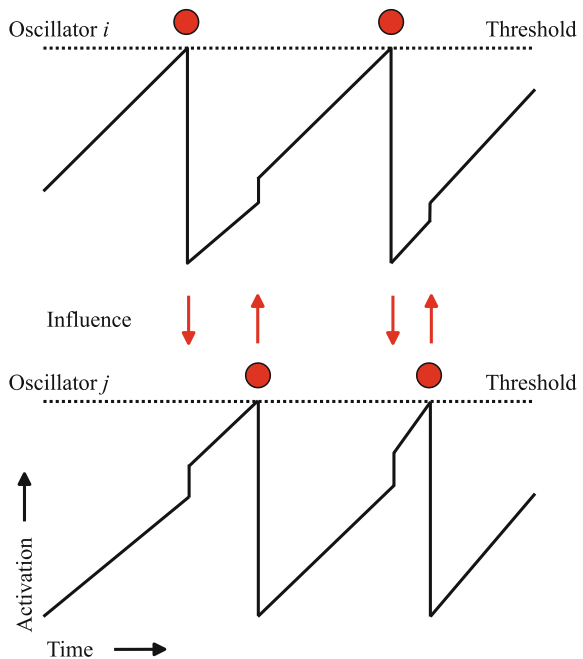 Oscillator i
Threshold
Influence
Oscillator j
Threshold
Activation
Time